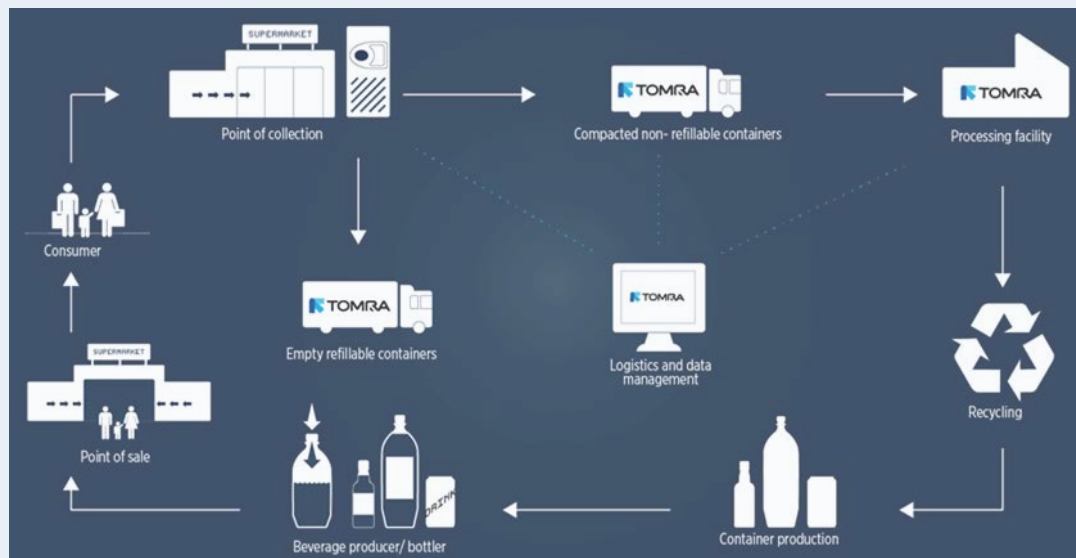 SUPERMARKET
Point of collection
TOMRA
Compacted non- refillable containers
TOMRA
Processing facility
Consumer
TOMRA
Empty refillable containers
TOMRA
Logistics and data
management
Recycling
SUPERMARKET
Point of sale
DRINK
Beverage producer/ bottler
Container production